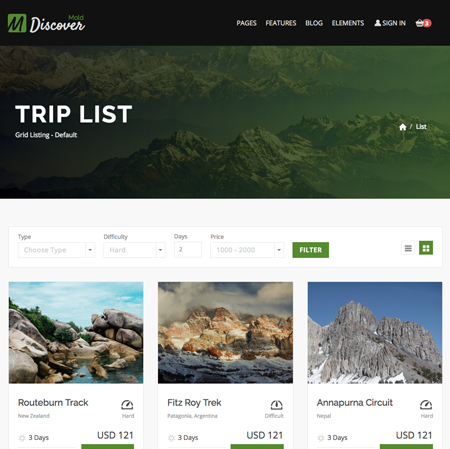 M Discover Mold
PAGES FEATURES BLOG ELEMENTS SIGN IN 3
TRIP LIST
Grid Listing - Default
/ List
Type Difficulty Days Price
Choose Type Hard 2 1000 - 2000 FILTER
Routeburn Track
New Zealand Hard
3 Days USD 121
Fitz Roy Trek
Patagonia, Argentina Difficult
3 Days USD 121
Annapurna Circuit
Nepal Hard
3 Days USD 121